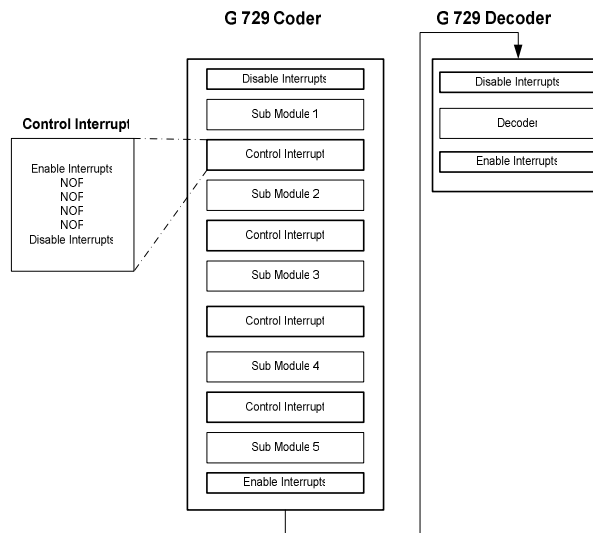 G 729 Coder
G 729 Decoder
Disable Interrupts
Sub Module 1
Control Interrupt
Sub Module 2
Control Interrupt
Sub Module 3
Control Interrupt
Sub Module 4
Control Interrupt
Sub Module 5
Enable Interrupts
Control Interrupt
Enable Interrupts
NOP
NOP
NOP
NOP
Disable Interrupts
Disable Interrupts
Decoder
Enable Interrupts